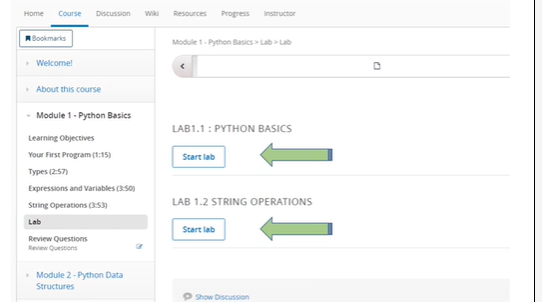 Home Course Discussion Wiki Resources Progress Instructor
Bookmarks
Welcome!
About this course
Module 1 - Python Basics
Learning Objectives
Your First Program (1:15)
Types (2:57)
Expressions and Variables (3:50)
String Operations (3:53)
Lab
Review Questions
Review Questions
Module 2 - Python Data
Structures
Module 1 - Python Basics > Lab > Lab
LAB1.1 : PYTHON BASICS
Start lab
LAB 1.2 STRING OPERATIONS
Start lab
Show Discussion